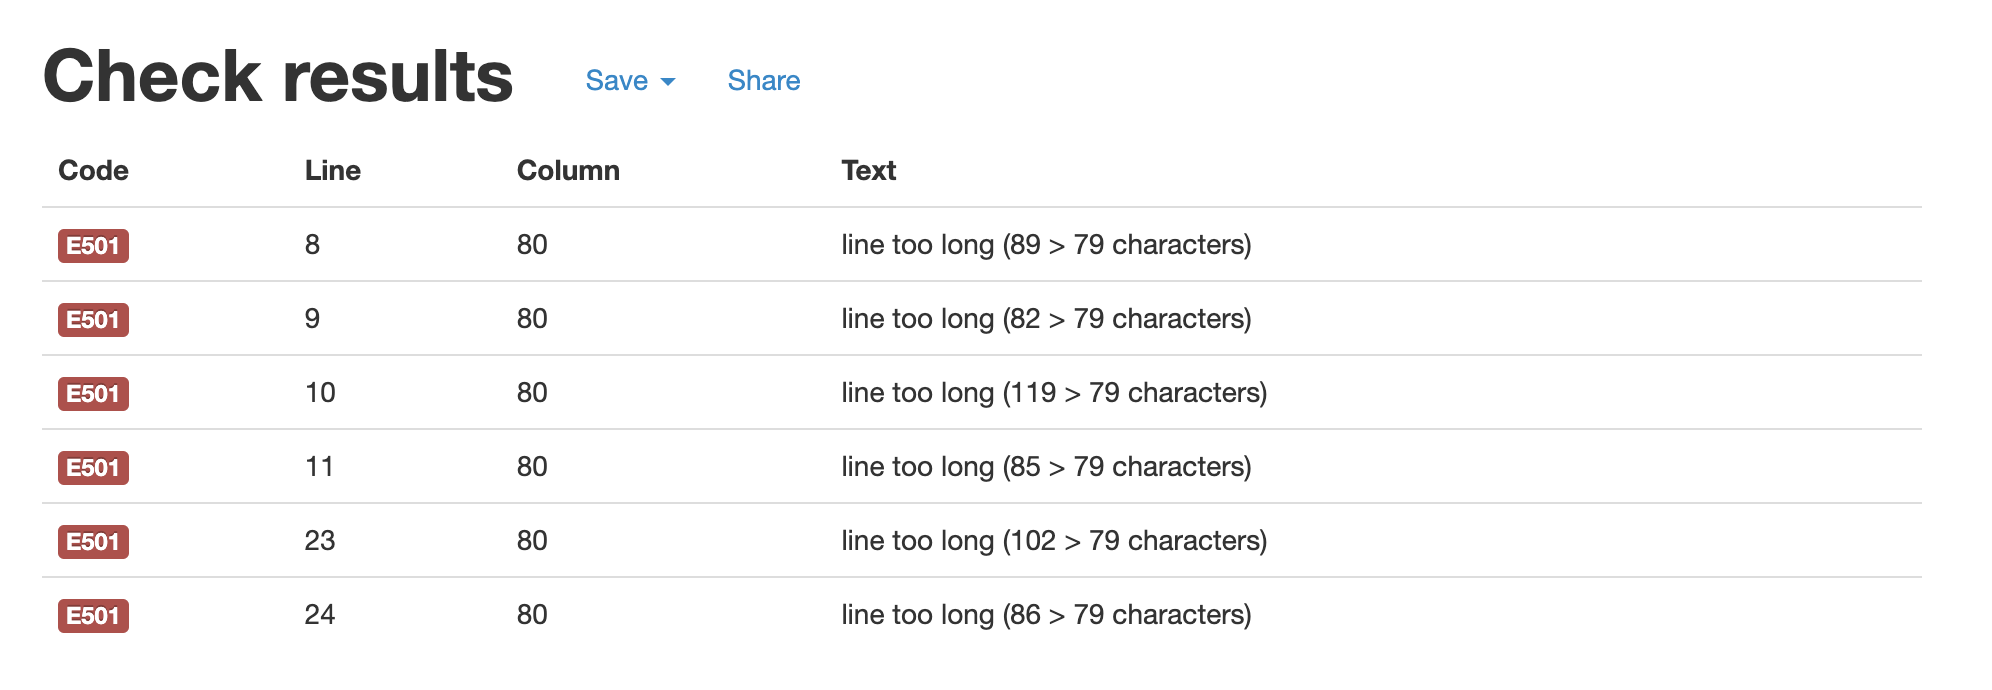 Check results Save Share
Code Line Column Text
E501 8 80 line too long (89 > 79 characters)
E501 9 80 line too long (82 > 79 characters)
E501 10 80 line too long (119 > 79 characters)
E501 11 80 line too long (85 > 79 characters)
E501 23 80 line too long (102 > 79 characters)
E501 24 80 line too long (86 > 79 characters)